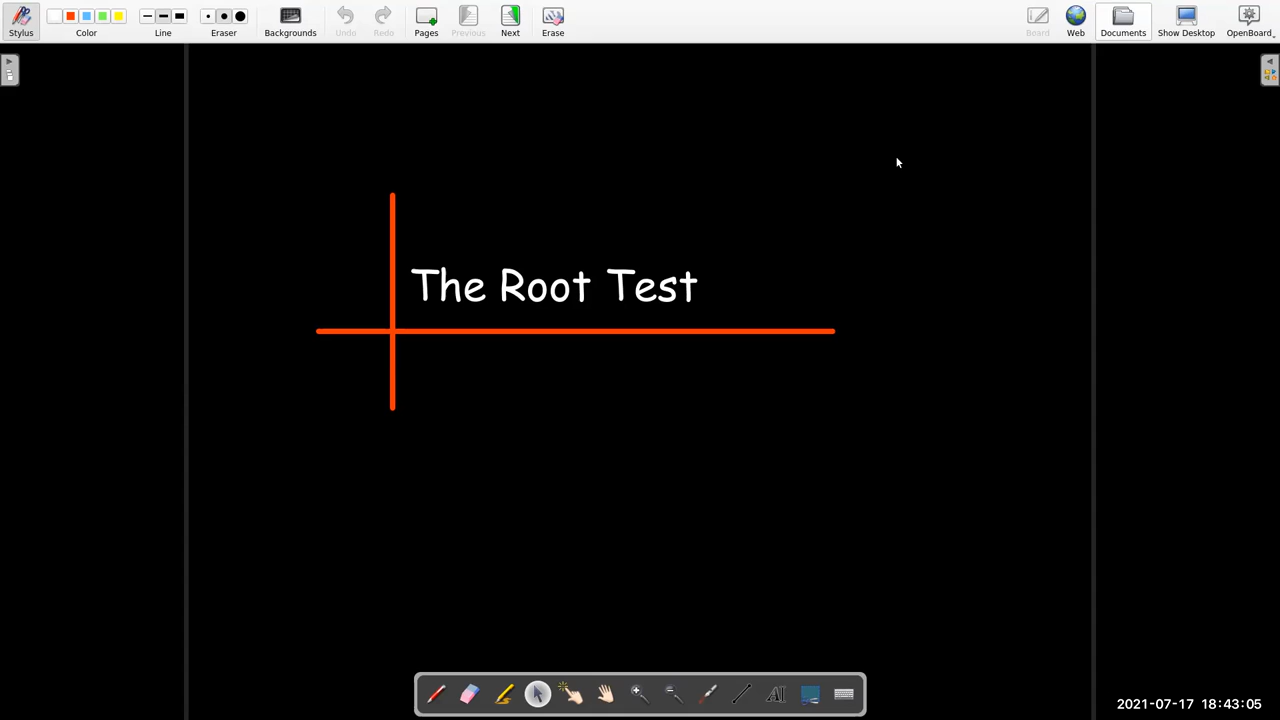 Stylus
Color
Line
Eraser
Backgrounds
Undo
Redo
Pages
Previous
Next
Erase
Board
Web
Documents
Show Desktop
OpenBoard
The Root Test
AI
2021-07-17 18:43:05